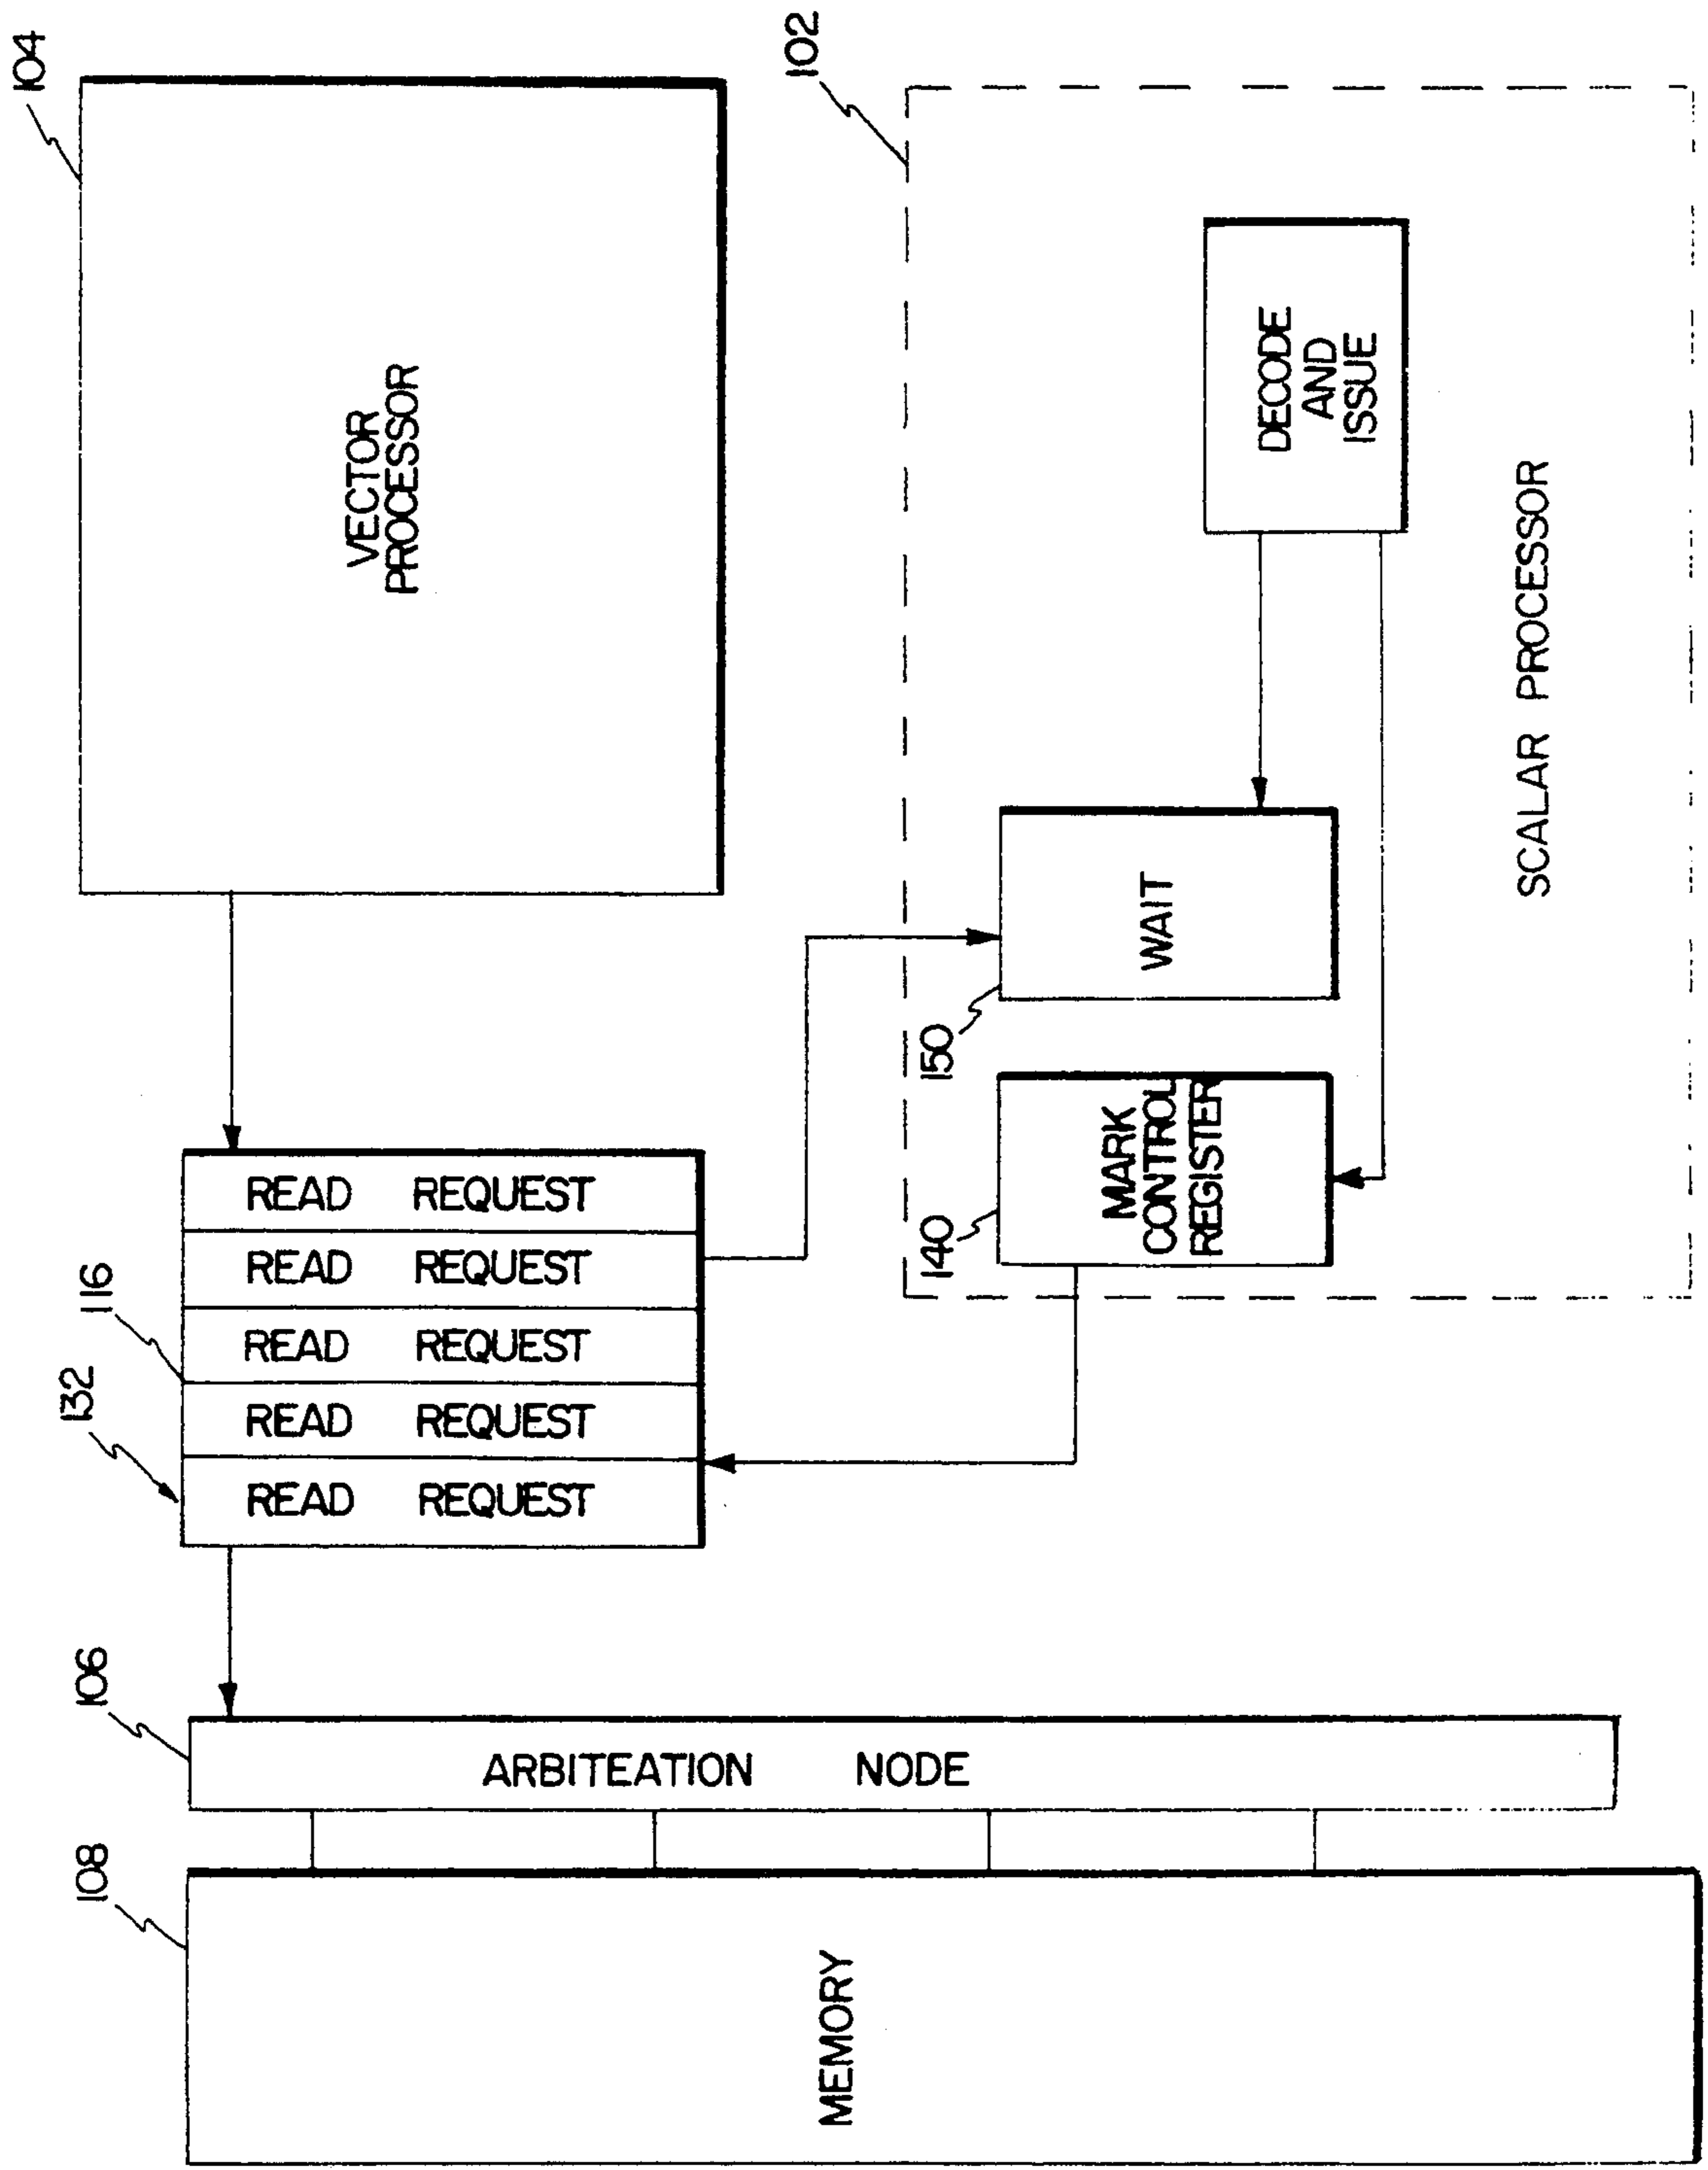 104
VECTOR
PROCESSOR
102
DECODE
AND
ISSUE
SCALAR PROCESSOR
WAIT
150
MARK
CONTROL
REGISTER
140
READ REQUEST
READ REQUEST
READ REQUEST
READ REQUEST
READ REQUEST
116
132
106
ARBITEATION NODE
108
MEMORY